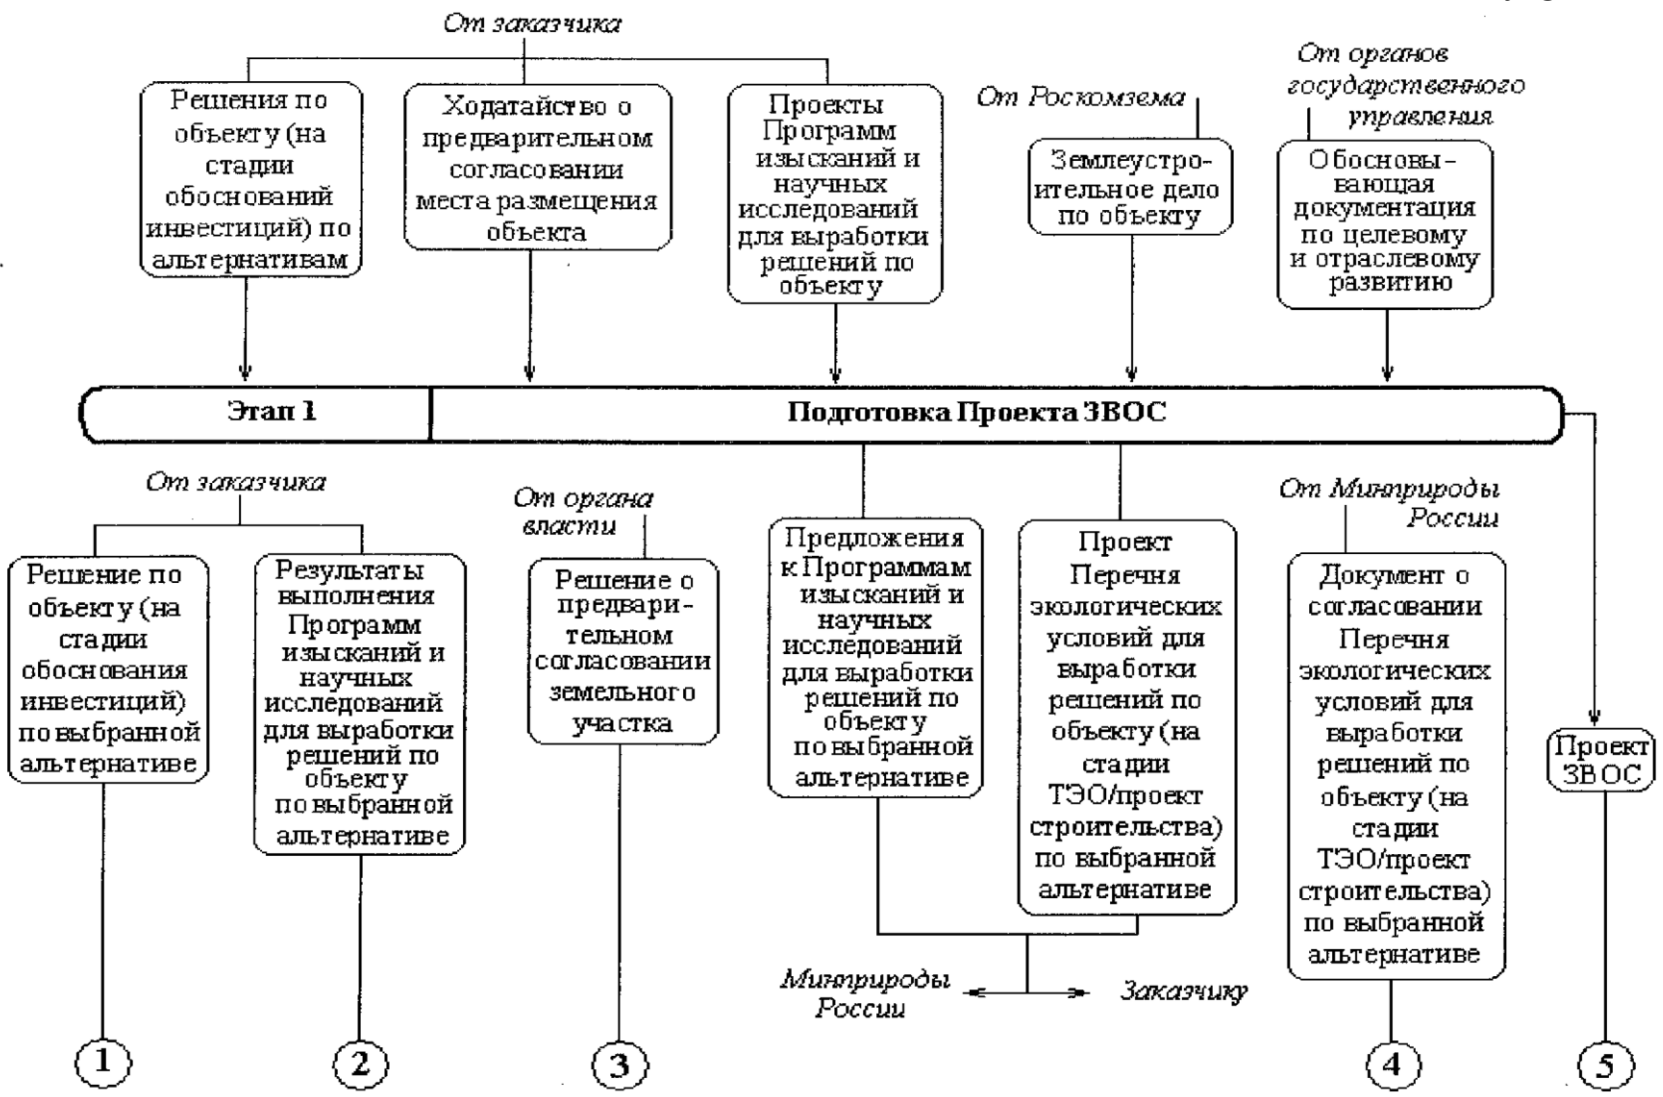 От заказчика
Решения по
объекту (на
стадии
обоснований
инвестиций) по
альтернативам
Ходатайство о
предварительном
согласовании
места размещения
объекта
Проекты
Программ
изысканий и
научных
исследований
для выработки
решений по
объекту
От Роскомзема
Землеустро-
ительное дело
по объекту
От органов
государственного
управления
Обосновы-
вающая
документация
по целевому
и отраслевому
развитию
Этап 1
Подготовка Проекта ЗВОС
От заказчика
Решение по
объекту (на
стадии
обоснования
инвестиций)
по выбранной
альтернативе
Результаты
выполнения
Программ
изысканий и
научных
исследований
для выработки
решений по
объекту
по выбранной
альтернативе
От органа
власти
Решение о
предвари-
тельном
согласовании
земельного
участка
Предложения
к Программам
изысканий и
научных
исследований
для выработки
решений по
объекту
по выбранной
альтернативе
Проект
Перечня
экологических
условий для
выработки
решений по
объекту (на
стадии
ТЭО/проект
строительства)
по выбранной
альтернативе
От Минприроды
России
Документ о
согласовании
Перечня
экологических
условий для
выработки
решений по
объекту (на
стадии
ТЭО/проект
строительства)
по выбранной
альтернативе
Проект
ЗВОС
Минприроды
России
Заказчику
1
2
3
4
5